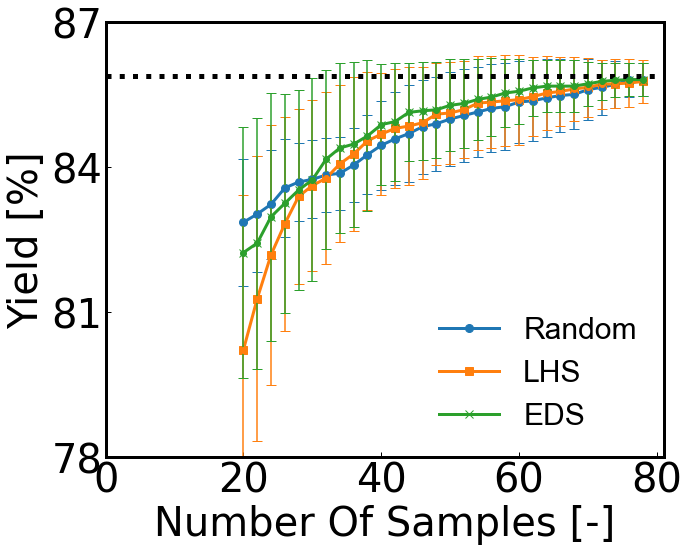 87
84
81
78
Yield [%]
0 20 40 60 80
Number Of Samples [-]
Random
LHS
EDS